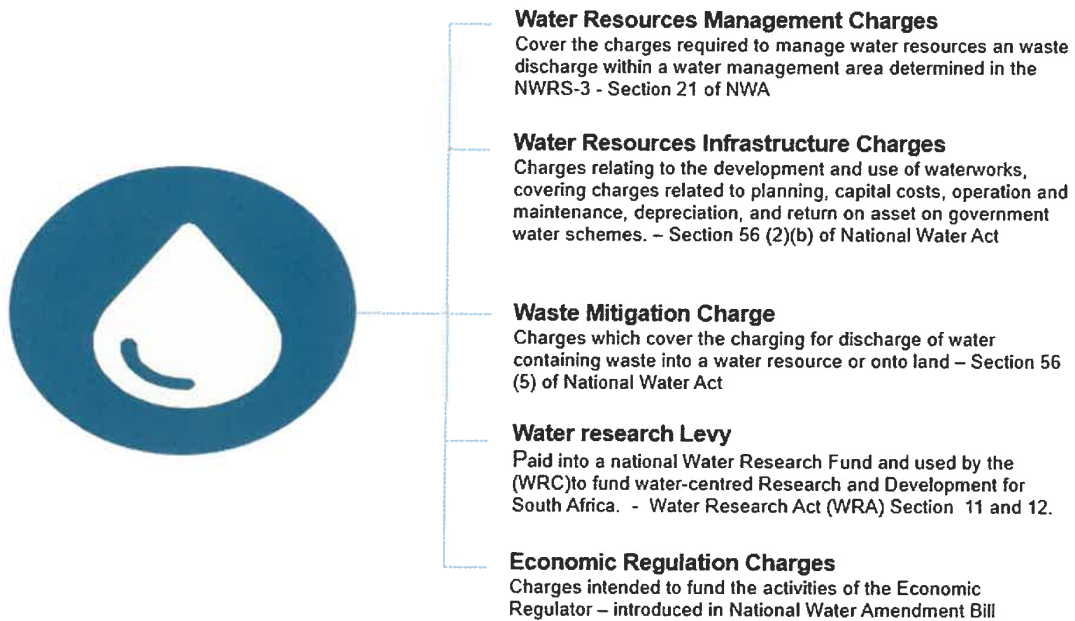 Water Resources Management Charges
Cover the charges required to manage water resources an waste
discharge within a water management area determined in the
NWRS-3 - Section 21 of NWA
Water Resources Infrastructure Charges
Charges relating to the development and use of waterworks,
covering charges related to planning, capital costs, operation and
maintenance, depreciation, and return on asset on government
water schemes. – Section 56 (2)(b) of National Water Act
Waste Mitigation Charge
Charges which cover the charging for discharge of water
containing waste into a water resource or onto land – Section 56
(5) of National Water Act
Water research Levy
Paid into a national Water Research Fund and used by the
(WRC)to fund water-centred Research and Development for
South Africa. - Water Research Act (WRA) Section 11 and 12.
Economic Regulation Charges
Charges intended to fund the activities of the Economic
Regulator – introduced in National Water Amendment Bill